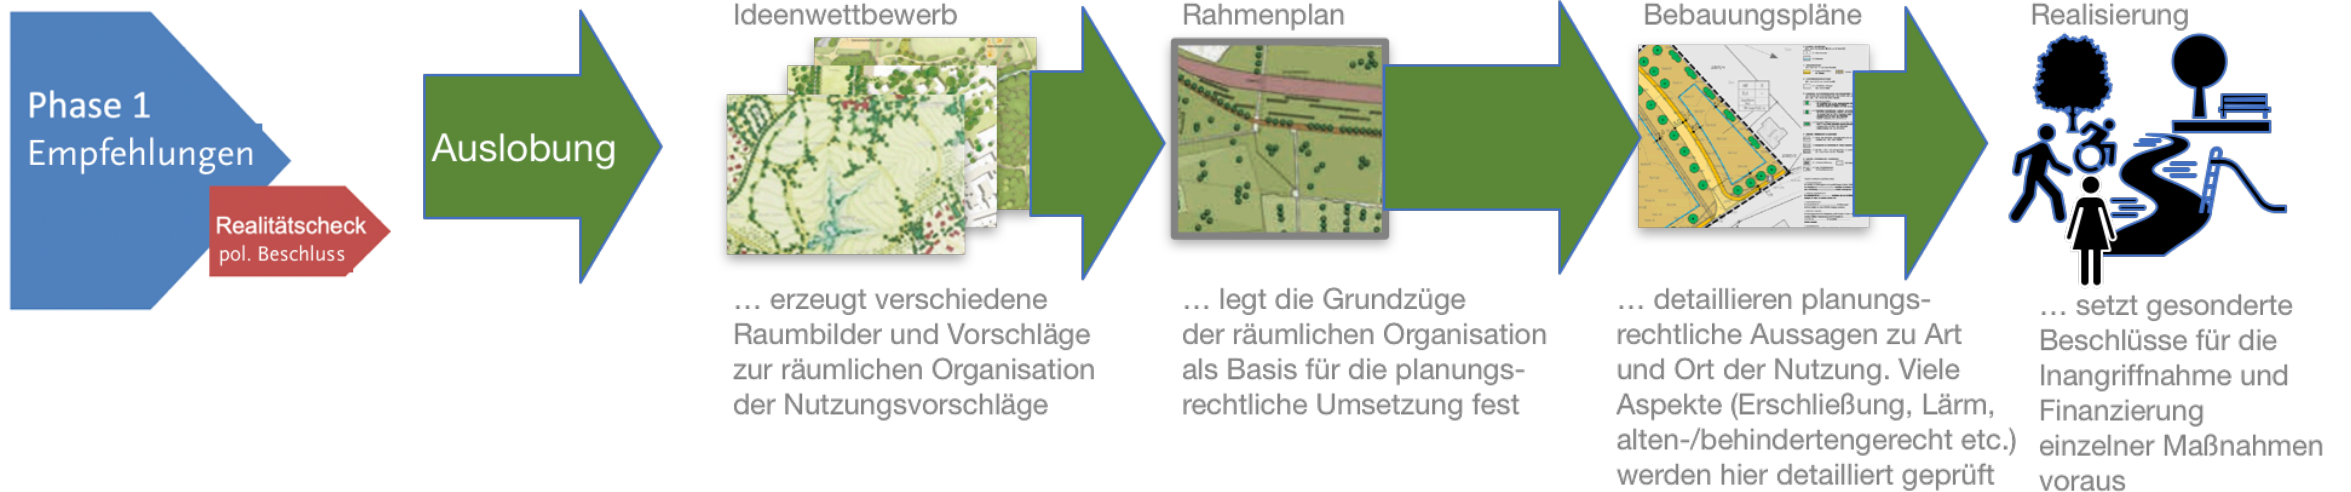 Phase 1
Empfehlungen
Realitätscheck
pol. Beschluss
Auslobung
Ideenwettbewerb
… erzeugt verschiedene
Raumbilder und Vorschläge
zur räumlichen Organisation
der Nutzungsvorschläge
Rahmenplan
… legt die Grundzüge
der räumlichen Organisation
als Basis für die planungs-
rechtliche Umsetzung fest
Bebauungspläne
… detaillieren planungs-
rechtliche Aussagen zu Art
und Ort der Nutzung. Viele
Aspekte (Erschließung, Lärm,
alten-/behindertengerecht etc.)
werden hier detailliert geprüft
Realisierung
… setzt gesonderte
Beschlüsse für die
Inangriffnahme und
Finanzierung
einzelner Maßnahmen
voraus